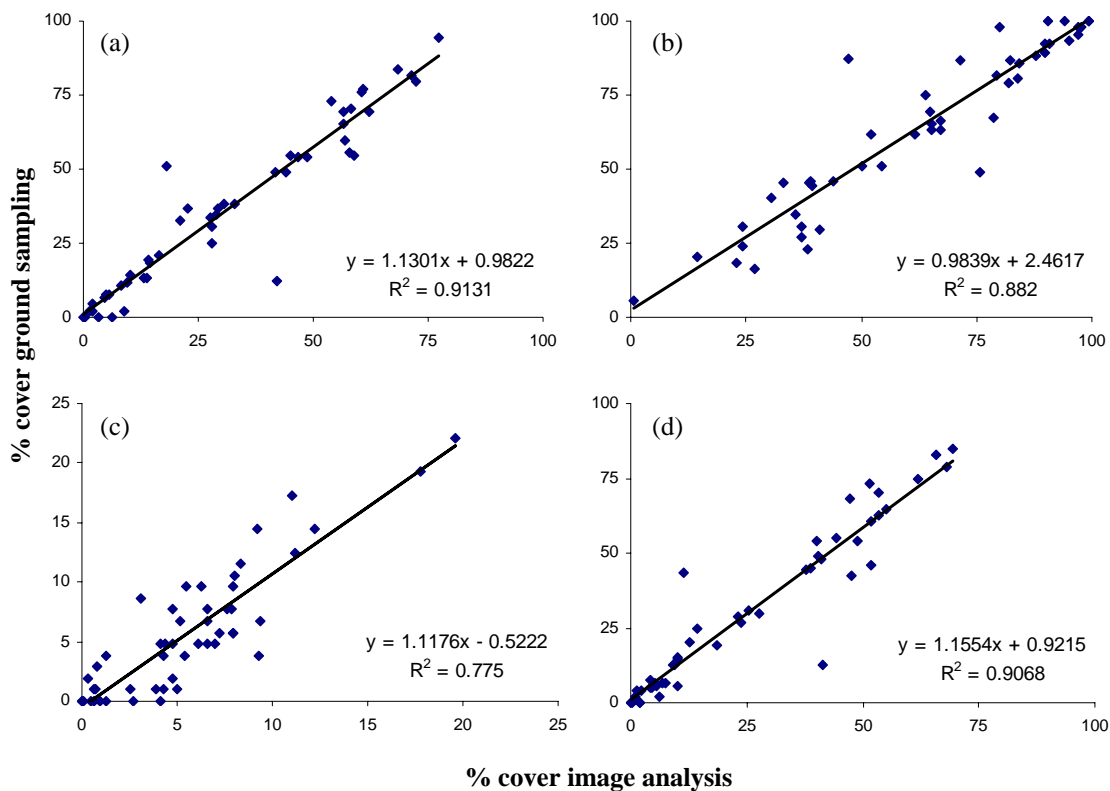 % cover ground sampling
(a)
100
75
50
25
0
y = 1.1301x + 0.9822
R² = 0.9131
0 25 50 75 100
(b)
100
75
50
25
0
y = 0.9839x + 2.4617
R² = 0.882
0 25 50 75 100
(c)
25
20
15
10
5
0
y = 1.1176x - 0.5222
R² = 0.775
0 5 10 15 20 25
(d)
100
75
50
25
0
y = 1.1554x + 0.9215
R² = 0.9068
0 25 50 75 100
% cover image analysis